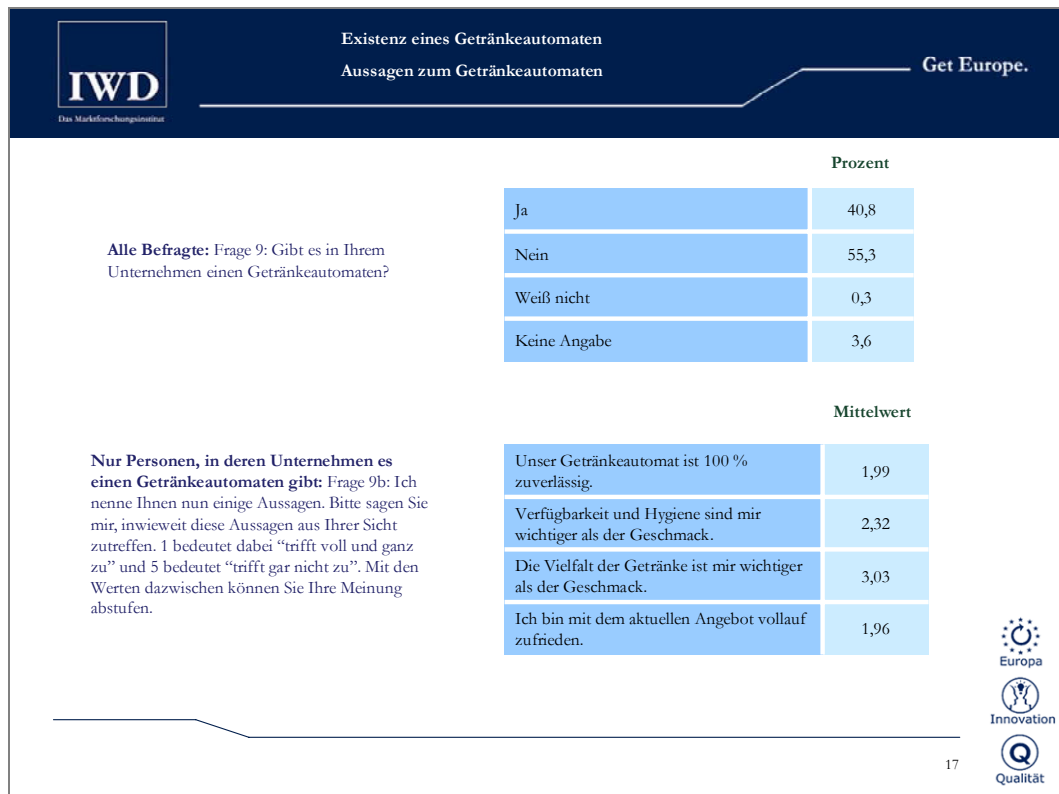 Existenz eines Getränkeautomaten
Aussagen zum Getränkeautomaten
IWD
Das Marktforschungsinstitut
Get Europe.
Prozent
Alle Befragte: Frage 9: Gibt es in Ihrem
Unternehmen einen Getränkeautomaten?
Ja 40,8
Nein 55,3
Weiß nicht 0,3
Keine Angabe 3,6
Mittelwert
Nur Personen, in deren Unternehmen es
einen Getränkeautomaten gibt: Frage 9b: Ich
nenne Ihnen nun einige Aussagen. Bitte sagen Sie
mir, inwieweit diese Aussagen aus Ihrer Sicht
zutreffen. 1 bedeutet dabei “trifft voll und ganz
zu” und 5 bedeutet “trifft gar nicht zu”. Mit den
Werten dazwischen können Sie Ihre Meinung
abstufen.
Unser Getränkeautomat ist 100 %
zuverlässig.
1,99
Verfügbarkeit und Hygiene sind mir
wichtiger als der Geschmack.
2,32
Die Vielfalt der Getränke ist mir wichtiger
als der Geschmack.
3,03
Ich bin mit dem aktuellen Angebot vollauf
zufrieden.
1,96
Europa
Innovation
Q
Qualität
17